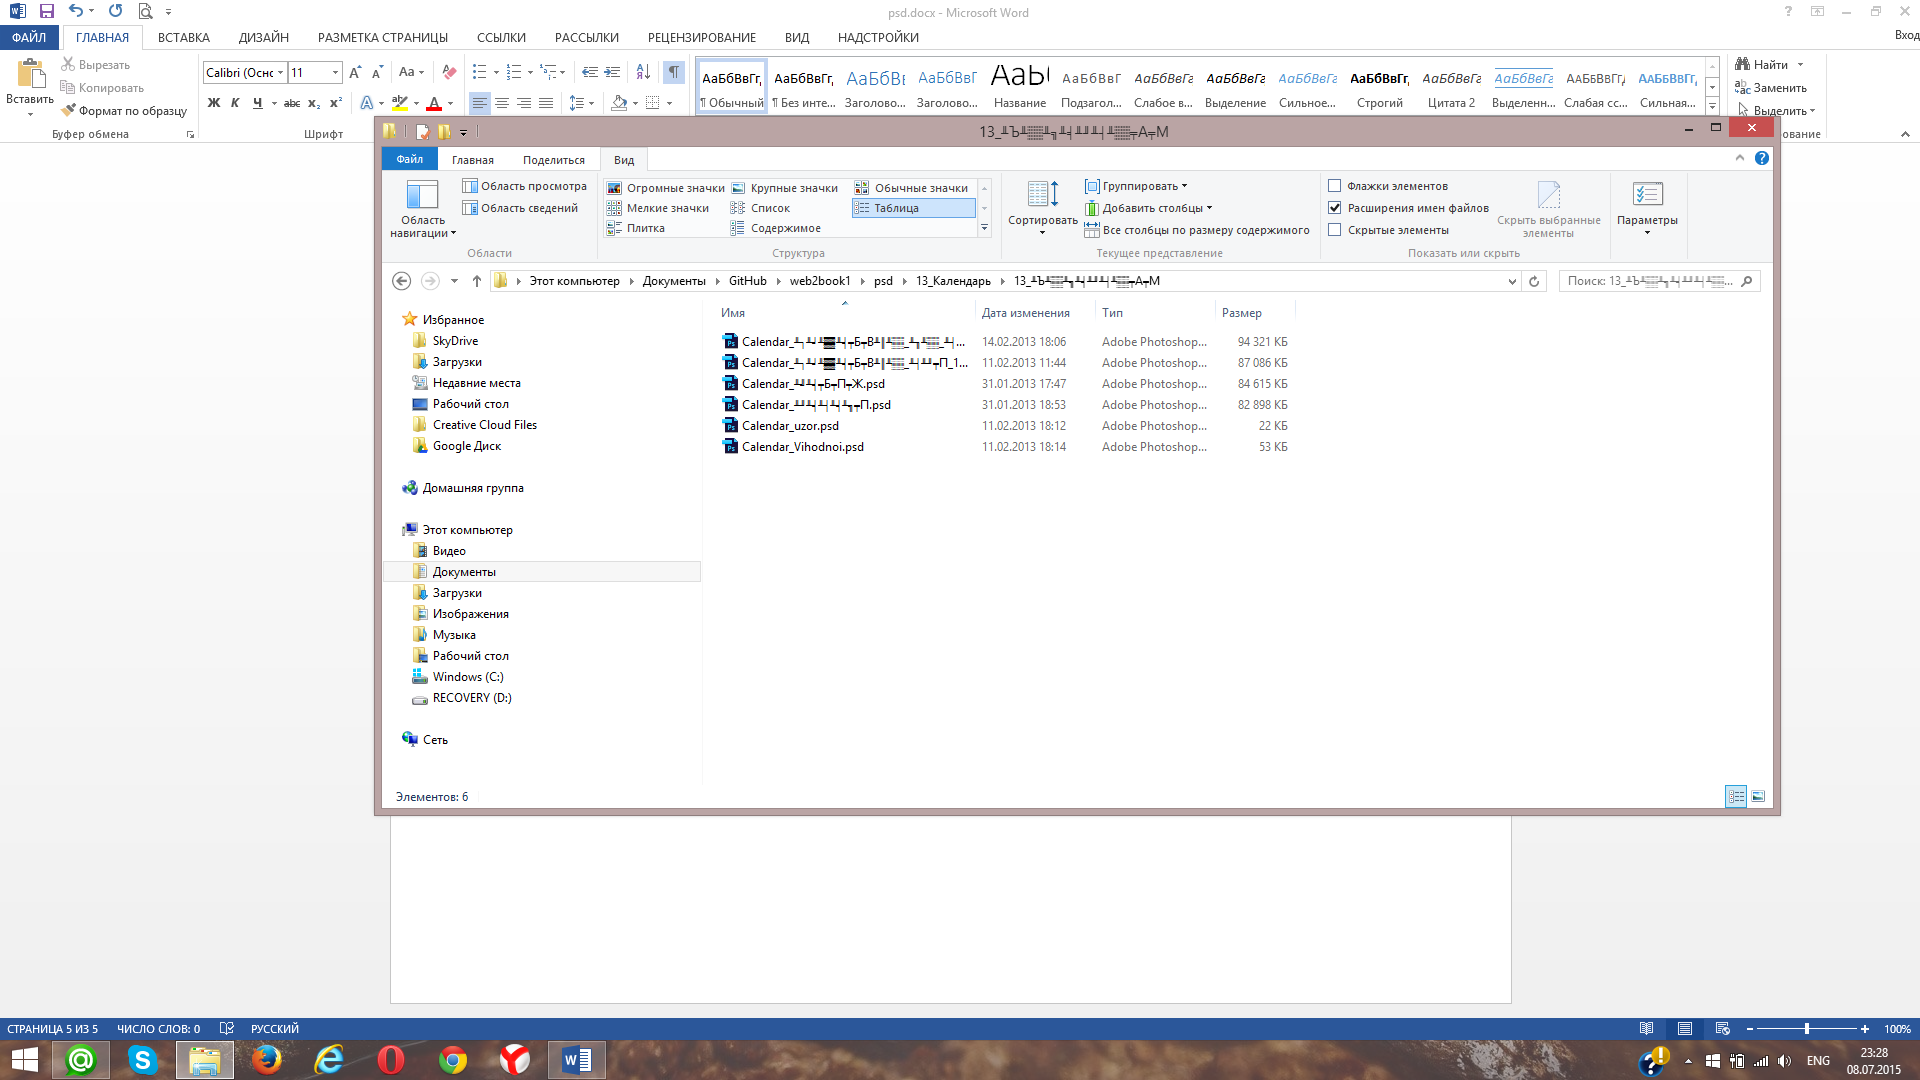 psd.docx - Microsoft Word
ФАЙЛ ГЛАВНАЯ ВСТАВКА ДИЗАЙН РАЗМЕТКА СТРАНИЦЫ ССЫЛКИ РАССЫЛКИ РЕЦЕНЗИРОВАНИЕ ВИД НАДСТРОЙКИ Вход
Вставить
Вырезать
Копировать
Формат по образцу
Буфер обмена
Calibri (Оснс 11
Шрифт
¶ Обычный ¶ Без инте... Заголово... Заголово... Название Подзагол... Слабое в... Выделение Сильное... Строгий Цитата 2 Выделенн... Слабая сс... Сильная...
Найти
Заменить
Выделить
ование
Файл Главная Поделиться Вид
Область навигации
Область просмотра
Область сведений
Области
Огромные значки Крупные значки Обычные значки
Мелкие значки Список Таблица
Плитка Содержимое
Структура
Сортировать
Группировать
Добавить столбцы
Все столбцы по размеру содержимого
Текущее представление
Флажки элементов
Расширения имен файлов
Скрытые элементы
Скрыть выбранные элементы
Показать или скрыть
Параметры
Этот компьютер Документы GitHub web2book1 psd 13_Календарь
Поиск:
Избранное
SkyDrive
Загрузки
Недавние места
Рабочий стол
Creative Cloud Files
Google Диск
Домашняя группа
Этот компьютер
Видео
Документы
Загрузки
Изображения
Музыка
Рабочий стол
Windows (C:)
RECOVERY (D:)
Сеть
Имя Дата изменения Тип Размер
14.02.2013 18:06 Adobe Photoshop... 94 321 КБ
11.02.2013 11:44 Adobe Photoshop... 87 086 КБ
31.01.2013 17:47 Adobe Photoshop... 84 615 КБ
31.01.2013 18:53 Adobe Photoshop... 82 898 КБ
Calendar_uzor.psd 11.02.2013 18:12 Adobe Photoshop... 22 КБ
Calendar_Vihodnoi.psd 11.02.2013 18:14 Adobe Photoshop... 53 КБ
Элементов: 6
СТРАНИЦА 5 ИЗ 5 ЧИСЛО СЛОВ: 0 РУССКИЙ 100%
ENG 23:28
08.07.2015